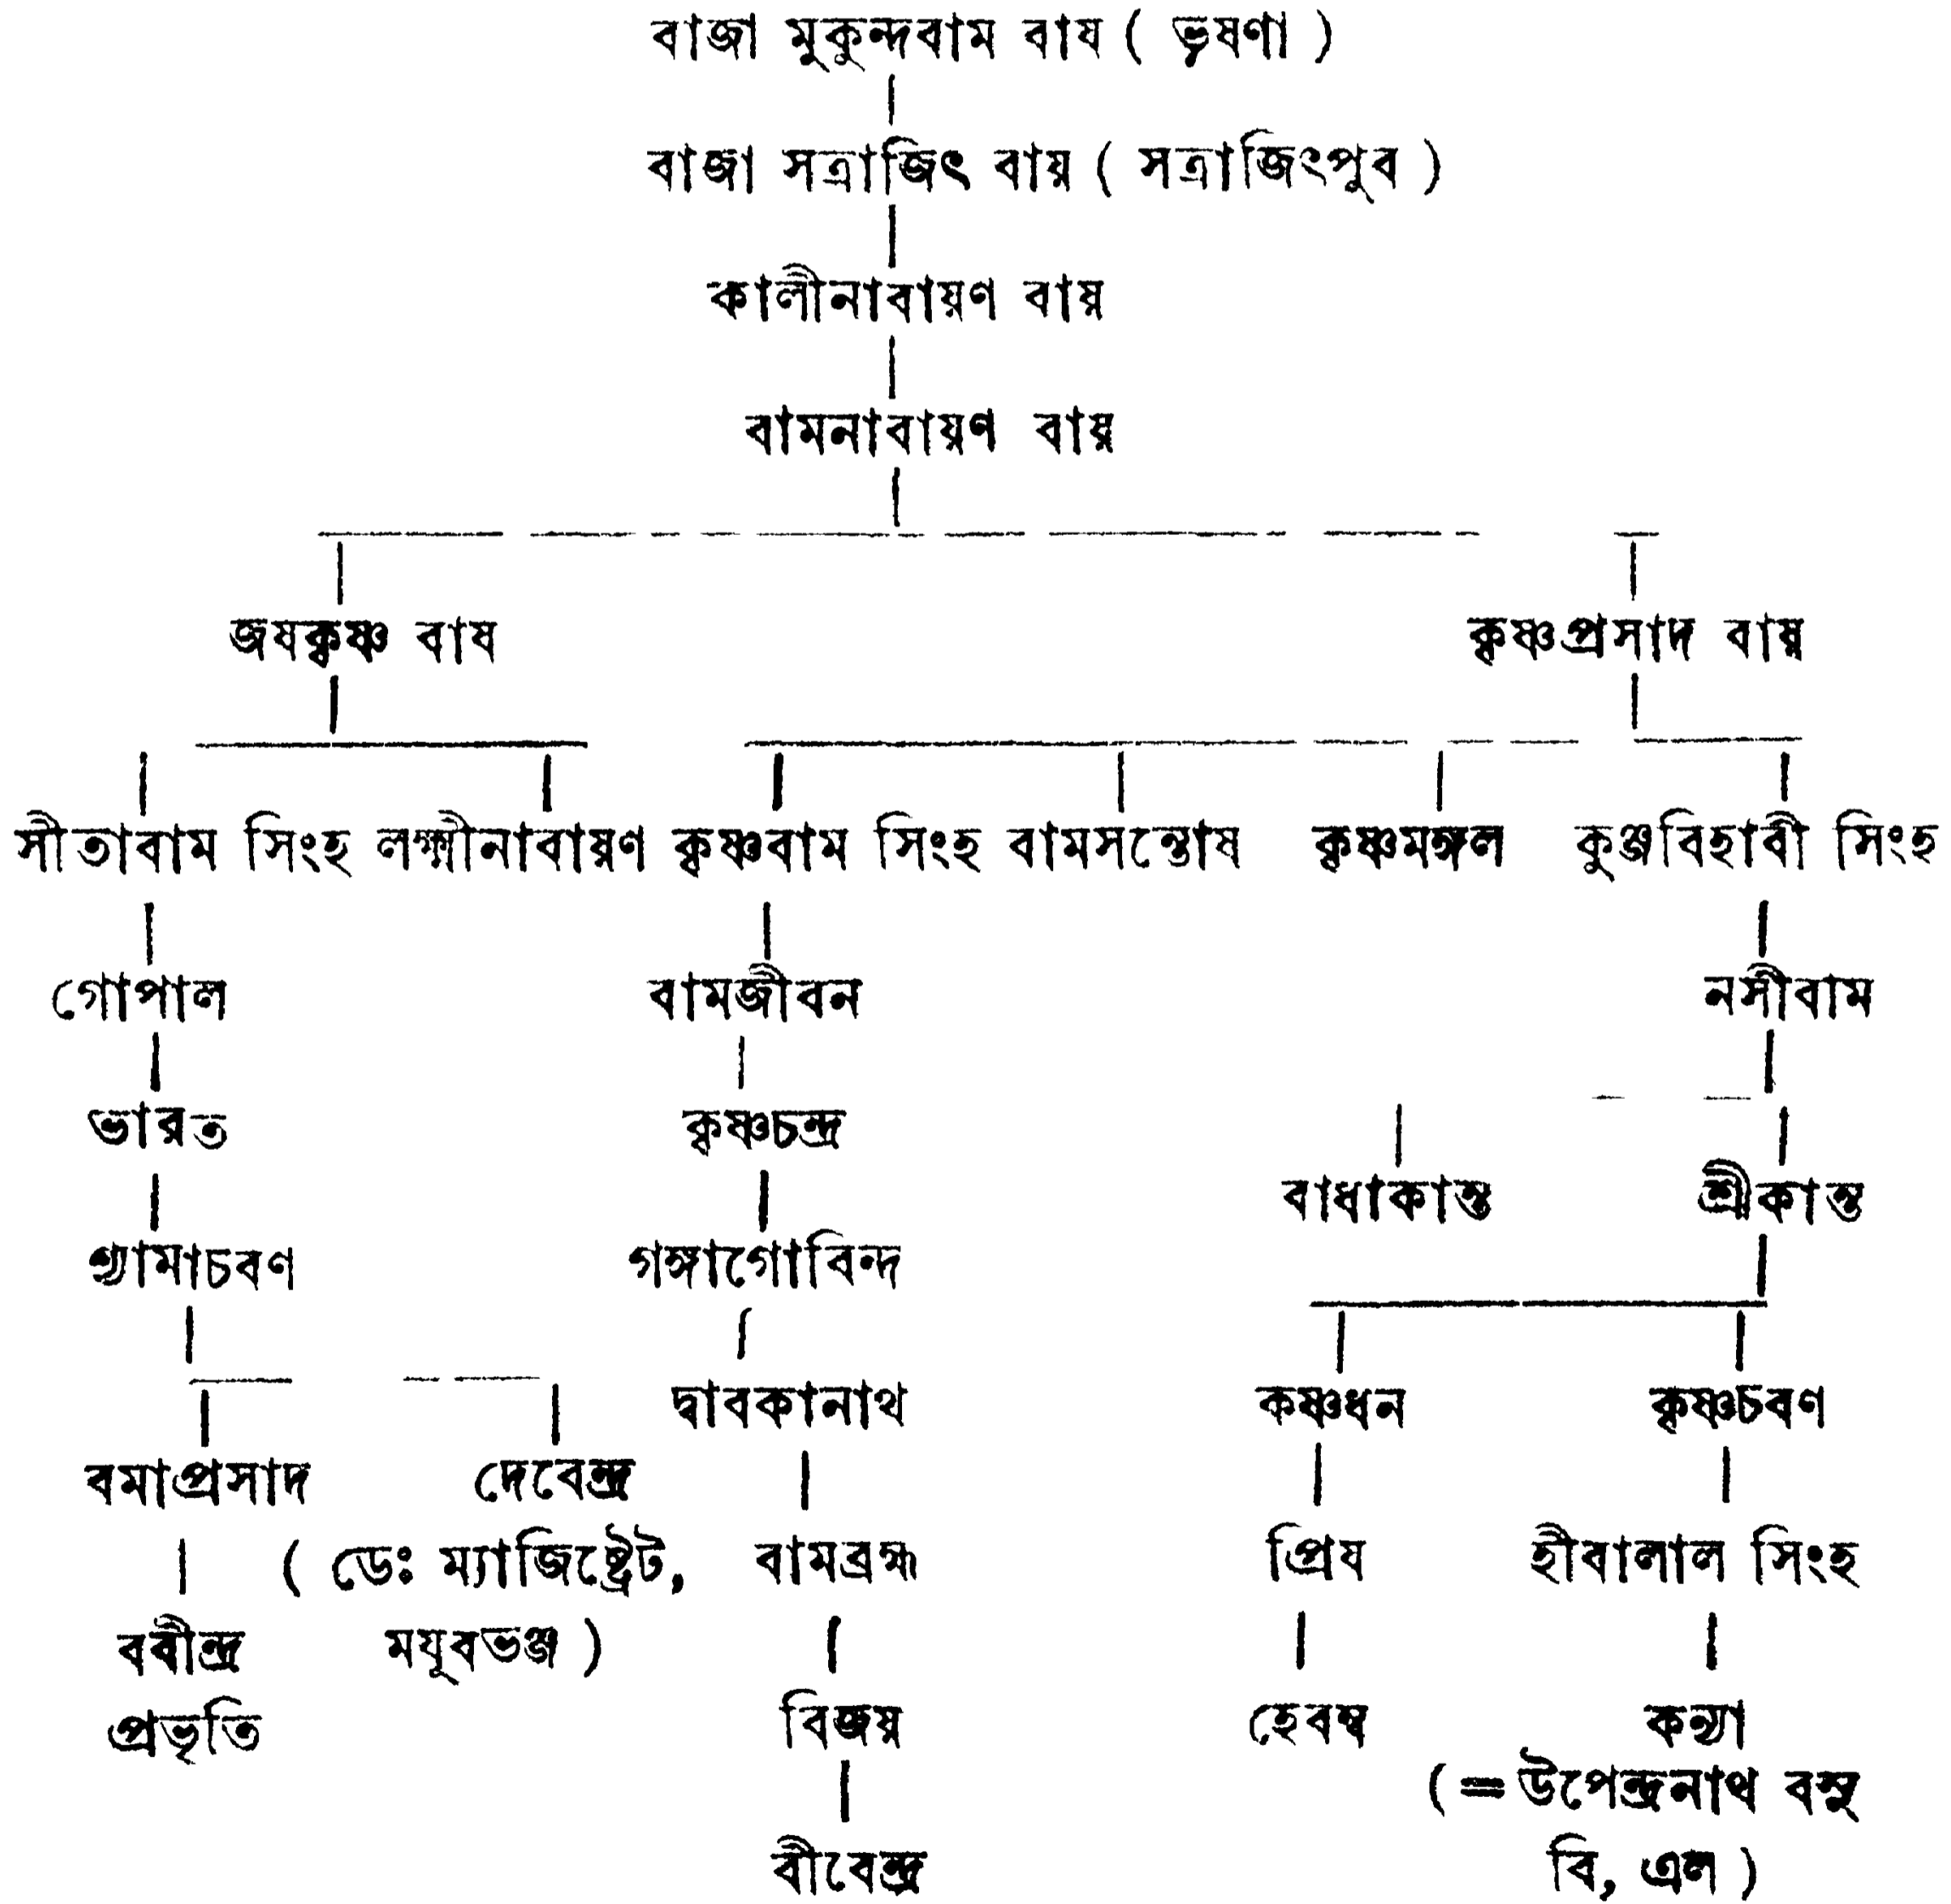 রাজা মুকুন্দরাম রায় ( ভূষণা )
রাজা সত্রাজিৎ রায় ( সত্রাজিৎপুর )
কালীনারায়ণ রায়
রামনারায়ণ রায়
জয়কৃষ্ণ রায় কৃষ্ণপ্রসাদ রায়
সীতারাম সিংহ লক্ষ্মীনারায়ণ কৃষ্ণরাম সিংহ রামসন্তোষ কৃষ্ণমঙ্গল কুঞ্জবিহারী সিংহ
গোপাল রামজীবন নসীরাম
ভারত কৃষ্ণচন্দ্র
রাধাকান্ত শ্রীকান্ত
শ্যামাচরণ গঙ্গাগোবিন্দ
দ্বারকানাথ কৃষ্ণধন কৃষ্ণচরণ
রমাপ্রসাদ দেবেন্দ্র
( ডেঃ ম্যাজিষ্ট্রেট, রামব্রহ্ম প্রিয় হীরালাল সিংহ
রবীন্দ্র ময়ূরভঞ্জ )
প্রভৃতি বিজয় হেরম্ব কন্যা
( =উপেন্দ্রনাথ বসু
বীরেন্দ্র বি, এল )